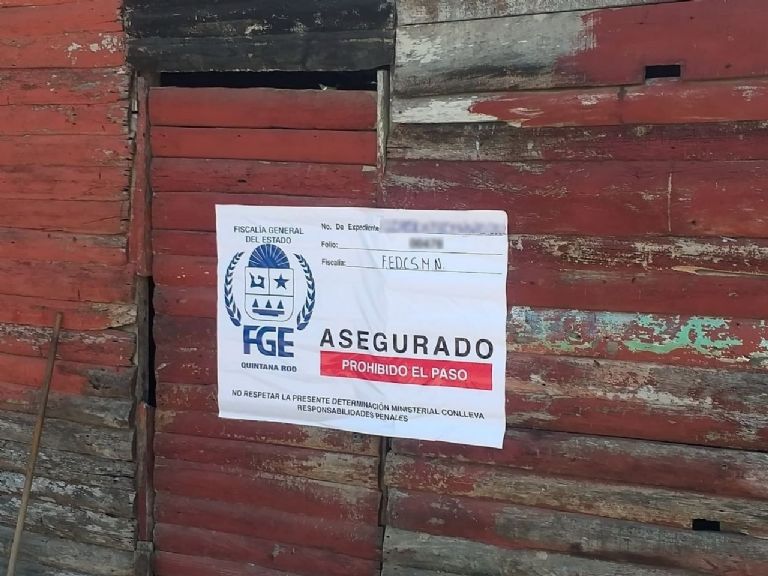 FISCALÍA GENERAL
DEL ESTADO
FGE
QUINTANA ROO
No. De Expediente
Folio:
Fiscalía: FEDCSMN.
ASEGURADO
PROHIBIDO EL PASO
NO RESPETAR LA PRESENTE DETERMINACIÓN MINISTERIAL CONLLEVA
RESPONSABILIDADES PENALES